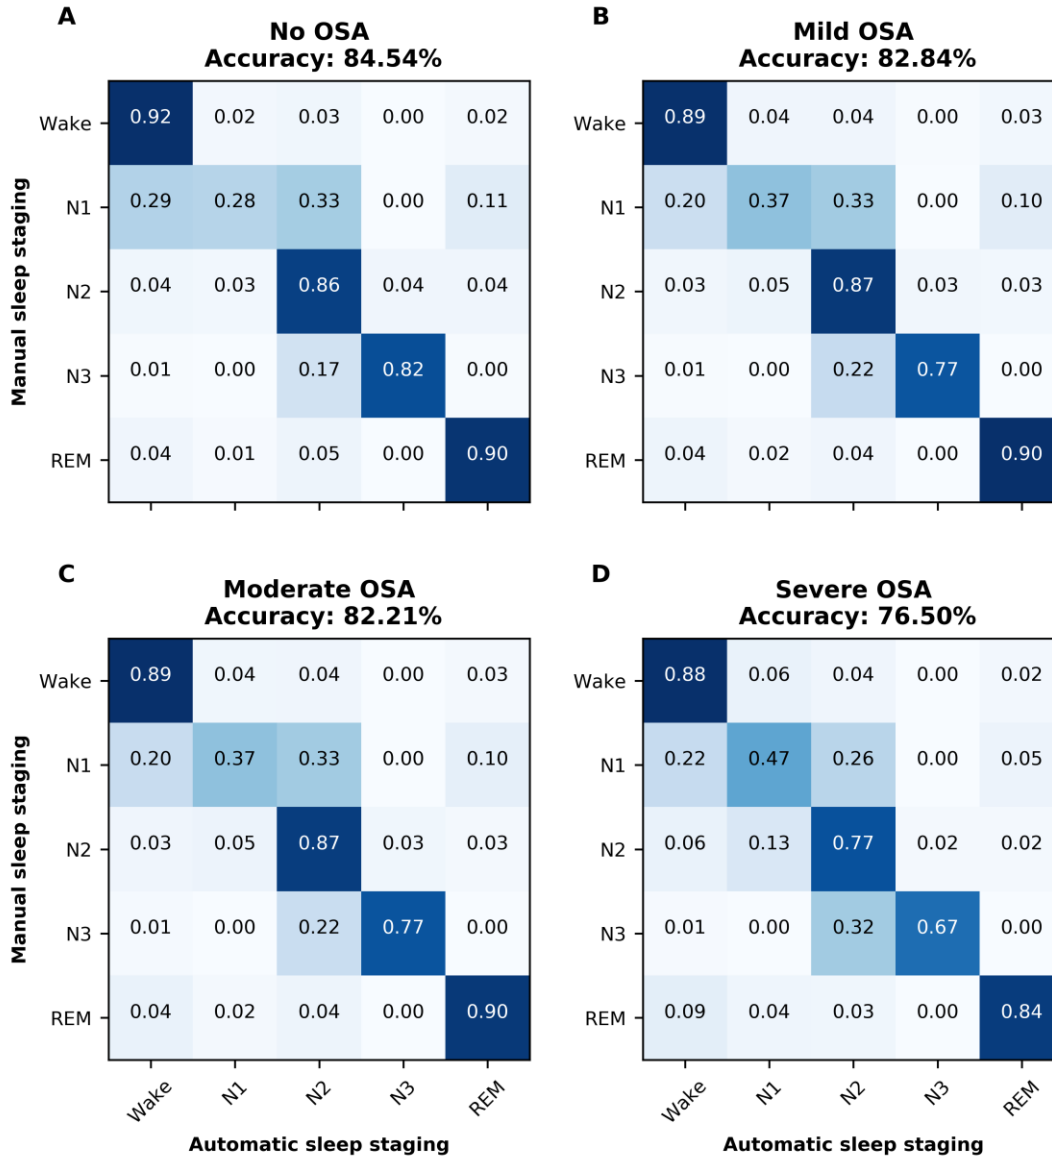 A
No OSA
Accuracy: 84.54%
Manual sleep staging
Wake 0.92 0.02 0.03 0.00 0.02
N1 0.29 0.28 0.33 0.00 0.11
N2 0.04 0.03 0.86 0.04 0.04
N3 0.01 0.00 0.17 0.82 0.00
REM 0.04 0.01 0.05 0.00 0.90
B
Mild OSA
Accuracy: 82.84%
0.89 0.04 0.04 0.00 0.03
Wake
N1 0.20 0.37 0.33 0.00 0.10
N2 0.03 0.05 0.87 0.03 0.03
N3 0.01 0.00 0.22 0.77 0.00
REM 0.04 0.02 0.04 0.00 0.90
C
Moderate OSA
Accuracy: 82.21%
Manual sleep staging
Wake 0.89 0.04 0.04 0.00 0.03
N1 0.20 0.37 0.33 0.00 0.10
N2 0.03 0.05 0.87 0.03 0.03
N3 0.01 0.00 0.22 0.77 0.00
REM 0.04 0.02 0.04 0.00 0.90
Wake N1 N2 N3 REM
Automatic sleep staging
D
Severe OSA
Accuracy: 76.50%
Wake 0.88 0.06 0.04 0.00 0.02
N1 0.22 0.47 0.26 0.00 0.05
N2 0.06 0.13 0.77 0.02 0.02
N3 0.01 0.00 0.32 0.67 0.00
REM 0.09 0.04 0.03 0.00 0.84
Wake N1 N2 N3 REM
Automatic sleep staging